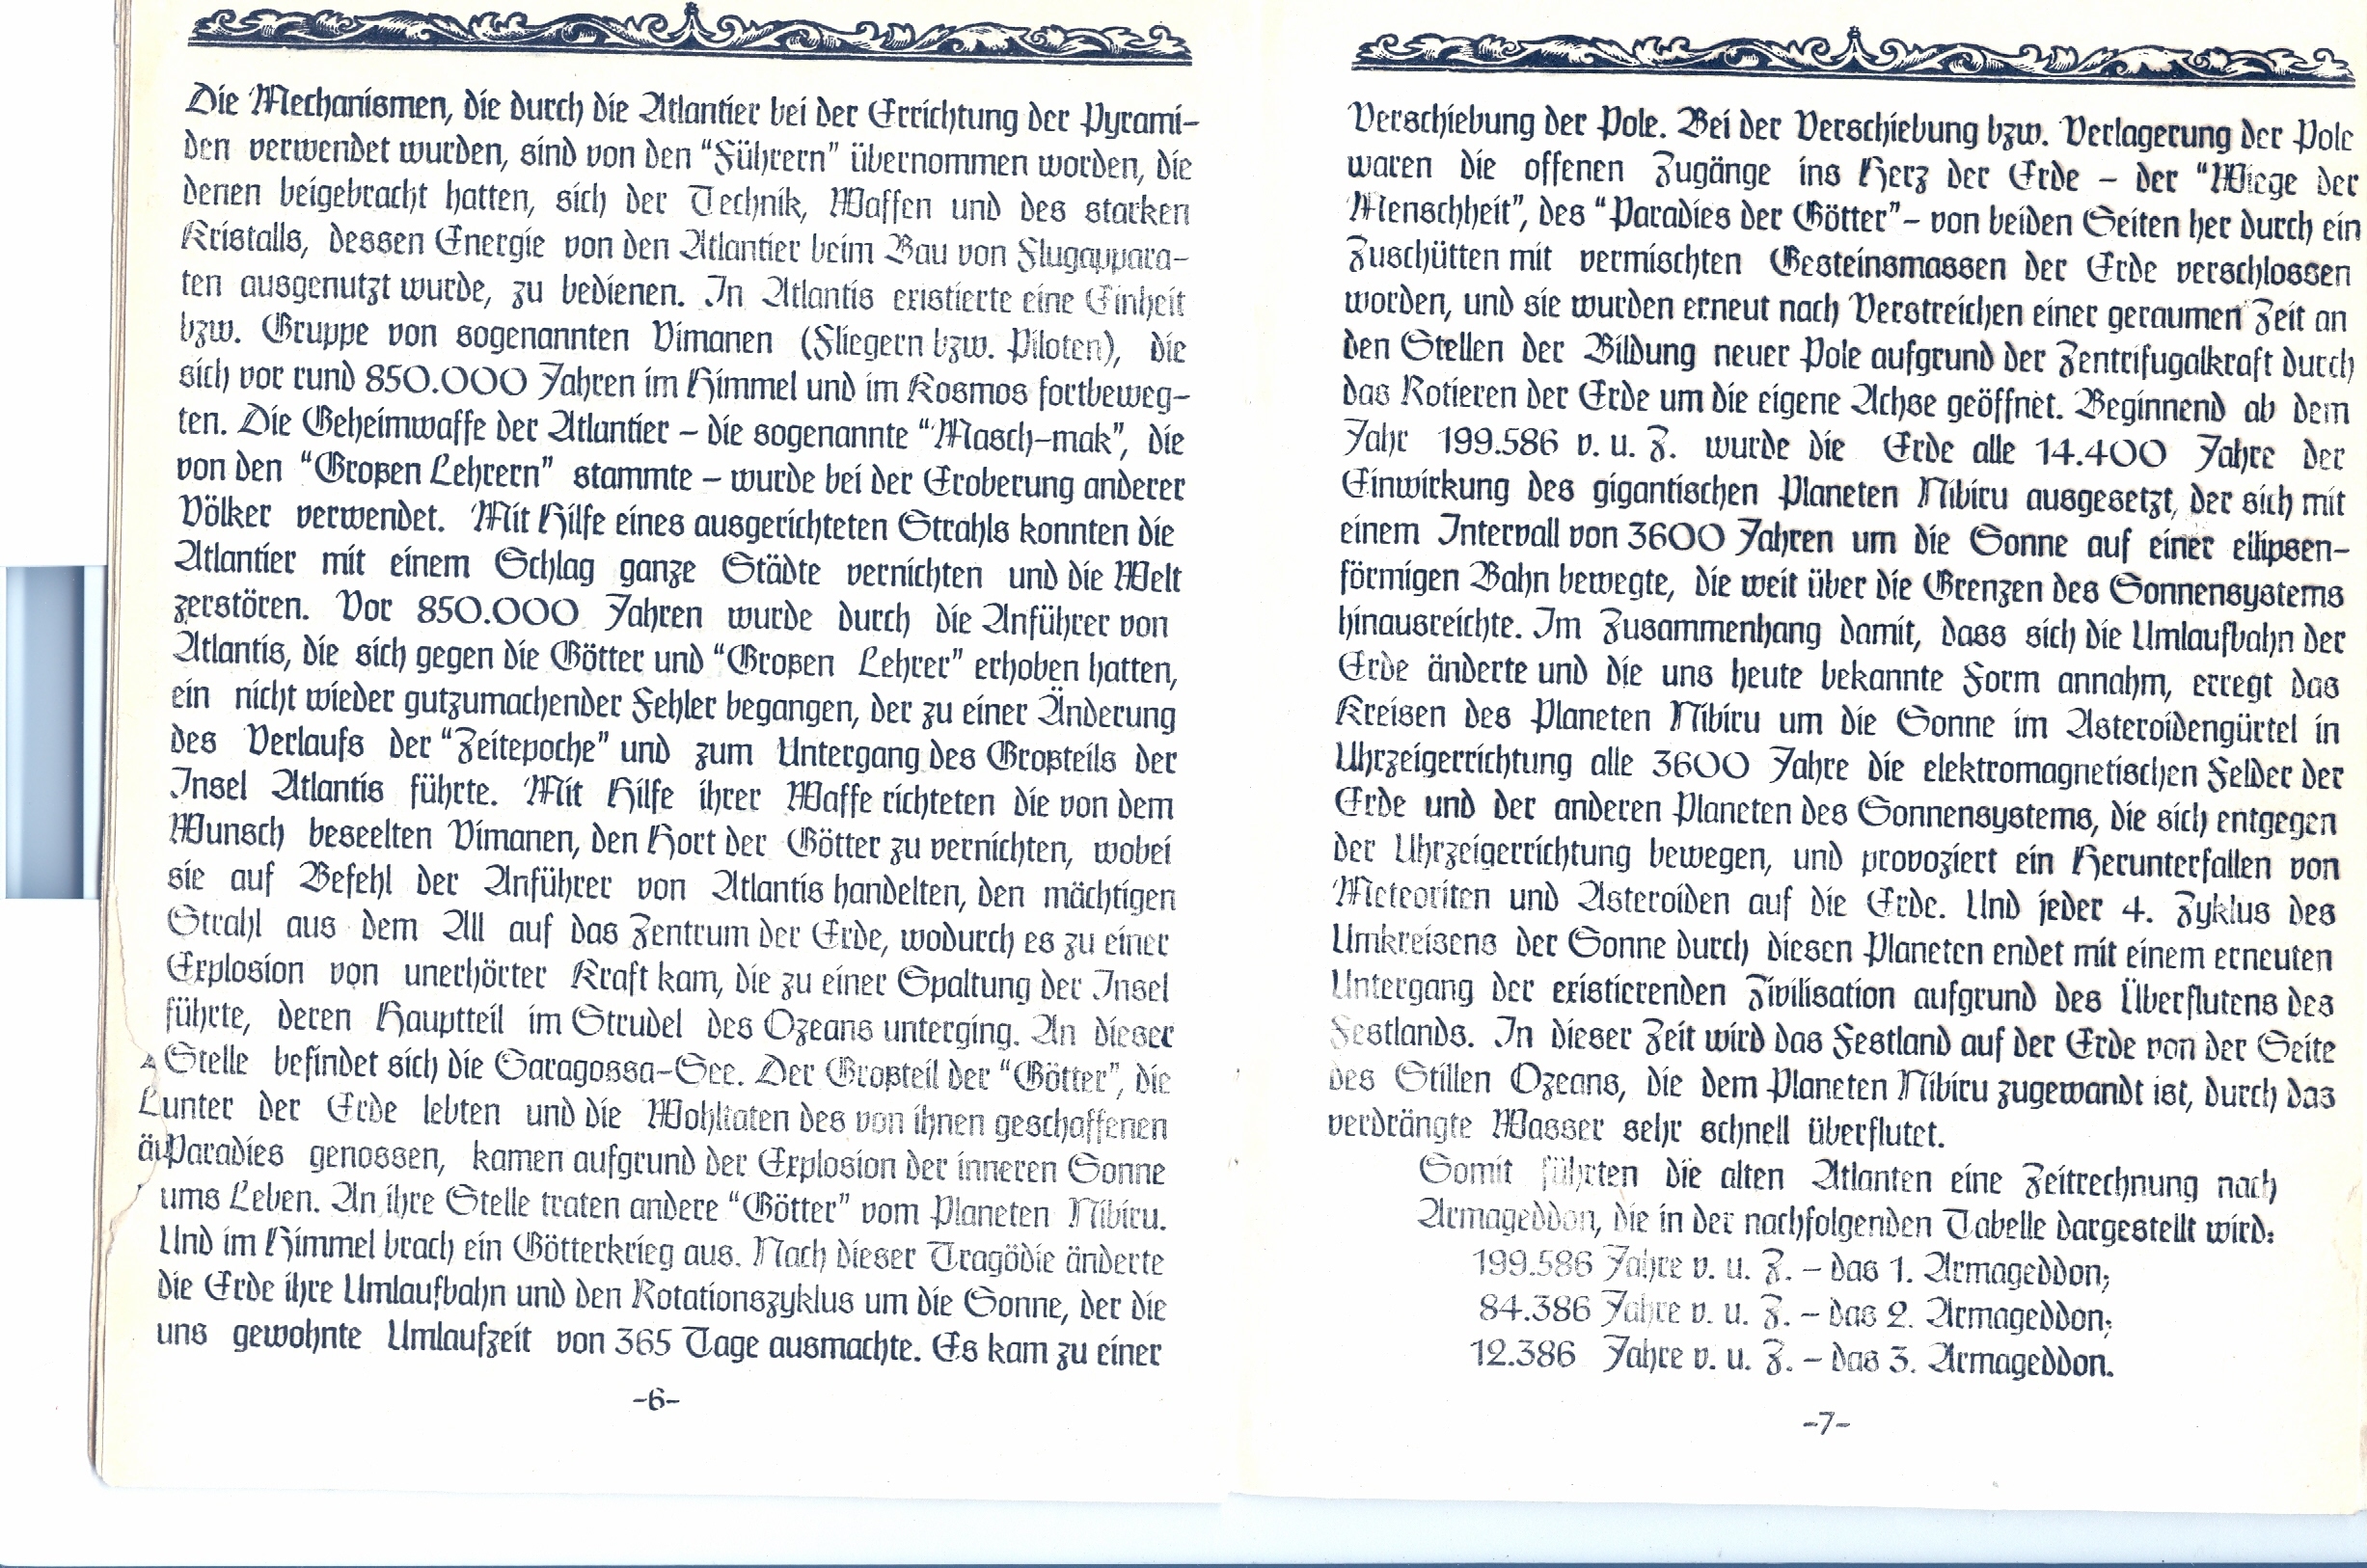 Die Mechanismen, die durch die Atlantier bei der Errichtung der Pyrami-
den verwendet wurden, sind von den “Führern” übernommen worden, die
denen beigebracht hatten, sich der Technik, Waffen und des starken
Kristalls, dessen Energie von den Atlantier beim Bau von Flugappara-
ten ausgenutzt wurde, zu bedienen. In Atlantis existierte eine Einheit
bzw. Gruppe von sogenannten Vimanen (Fliegern bzw. Piloten), die
sich vor rund 850.000 Jahren im Himmel und im Kosmos fortbeweg-
ten. Die Geheimwaffe der Atlantier – die sogenannte “Masch-mak”, die
von den “Großen Lehrern” stammte – wurde bei der Eroberung anderer
Völker verwendet. Mit Hilfe eines ausgerichteten Strahls konnten die
Atlantier mit einem Schlag ganze Städte vernichten und die Welt
zerstören. Vor 850.000 Jahren wurde durch die Anführer von
Atlantis, die sich gegen die Götter und “Großen Lehrer” erhoben hatten,
ein nicht wieder gutzumachender Fehler begangen, der zu einer Änderung
des Verlaufs der “Zeitepoche” und zum Untergang des Großteils der
Insel Atlantis führte. Mit Hilfe ihrer Waffe richteten die von dem
Wunsch beseelten Vimanen, den Hort der Götter zu vernichten, wobei
sie auf Befehl der Anführer von Atlantis handelten, den mächtigen
Strahl aus dem All auf das Zentrum der Erde, wodurch es zu einer
Explosion von unerhörter Kraft kam, die zu einer Spaltung der Insel
führte, deren Hauptteil im Strudel des Ozeans unterging. An dieser
Stelle befindet sich die Saragossa-See. Der Großteil der “Götter”, die
unter der Erde lebten und die Wohltaten des von ihnen geschaffenen
Paradies genossen, kamen aufgrund der Explosion der inneren Sonne
ums Leben. An ihre Stelle traten andere “Götter” vom Planeten Nibiru.
Und im Himmel brach ein Götterkrieg aus. Nach dieser Tragödie änderte
die Erde ihre Umlaufbahn und den Rotationszyklus um die Sonne, der die
uns gewohnte Umlaufzeit von 365 Tage ausmachte. Es kam zu einer
-6-
Verschiebung der Pole. Bei der Verschiebung bzw. Verlagerung der Pole
waren die offenen Zugänge ins Herz der Erde – der “Wiege der
Menschheit”, des “Paradies der Götter”– von beiden Seiten her durch ein
Zuschütten mit vermischten Gesteinsmassen der Erde verschlossen
worden, und sie wurden erneut nach Verstreichen einer geraumen Zeit an
den Stellen der Bildung neuer Pole aufgrund der Zentrifugalkraft durch
das Rotieren der Erde um die eigene Achse geöffnet. Beginnend ab dem
Jahr 199.586 v. u. Z. wurde die Erde alle 14.400 Jahre der
Einwirkung des gigantischen Planeten Nibiru ausgesetzt, der sich mit
einem Intervall von 3600 Jahren um die Sonne auf einer ellipsen-
förmigen Bahn bewegte, die weit über die Grenzen des Sonnensystems
hinausreichte. Im Zusammenhang damit, dass sich die Umlaufbahn der
Erde änderte und die uns heute bekannte Form annahm, erregt das
Kreisen des Planeten Nibiru um die Sonne im Asteroidengürtel in
Uhrzeigerrichtung alle 3600 Jahre die elektromagnetischen Felder der
Erde und der anderen Planeten des Sonnensystems, die sich entgegen
der Uhrzeigerrichtung bewegen, und provoziert ein Herunterfallen von
Meteoriten und Asteroiden auf die Erde. Und jeder 4. Zyklus des
Umkreisens der Sonne durch diesen Planeten endet mit einem erneuten
Untergang der existierenden Zivilisation aufgrund des Überflutens des
Festlands. In dieser Zeit wird das Festland auf der Erde von der Seite
des Stillen Ozeans, die dem Planeten Nibiru zugewandt ist, durch das
verdrängte Wasser sehr schnell überflutet.
Somit führten die alten Atlanten eine Zeitrechnung nach
Armageddon, die in der nachfolgenden Tabelle dargestellt wird:
199.586 Jahre v. u. Z. – das 1. Armageddon;
84.386 Jahre v. u. Z. – das 2. Armageddon;
12.386 Jahre v. u. Z. – das 3. Armageddon.
-7-